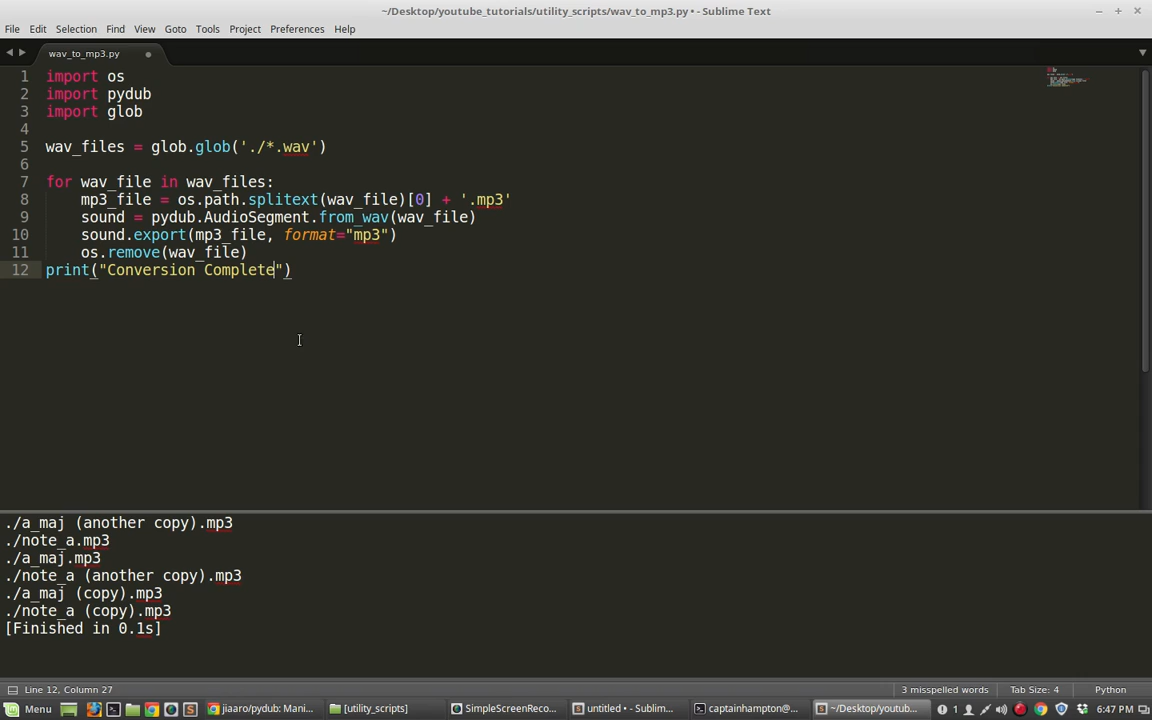 ~/Desktop/youtube_tutorials/utility_scripts/wav_to_mp3.py • - Sublime Text
File Edit Selection Find View Goto Tools Project Preferences Help
wav_to_mp3.py
1 import os
2 import pydub
3 import glob
4
5 wav_files = glob.glob('./*.wav')
6
7 for wav_file in wav_files:
8 mp3_file = os.path.splitext(wav_file)[0] + '.mp3'
9 sound = pydub.AudioSegment.from_wav(wav_file)
10 sound.export(mp3_file, format="mp3")
11 os.remove(wav_file)
12 print("Conversion Complete")
./a_maj (another copy).mp3
./note_a.mp3
./a_maj.mp3
./note_a (another copy).mp3
./a_maj (copy).mp3
./note_a (copy).mp3
[Finished in 0.1s]
Line 12, Column 27 3 misspelled words Tab Size: 4 Python
Menu jiaaro/pydub: Mani... [utility_scripts] SimpleScreenReco... untitled • - Sublim... captainhampton@... ~/Desktop/youtub... 1 6:47 PM